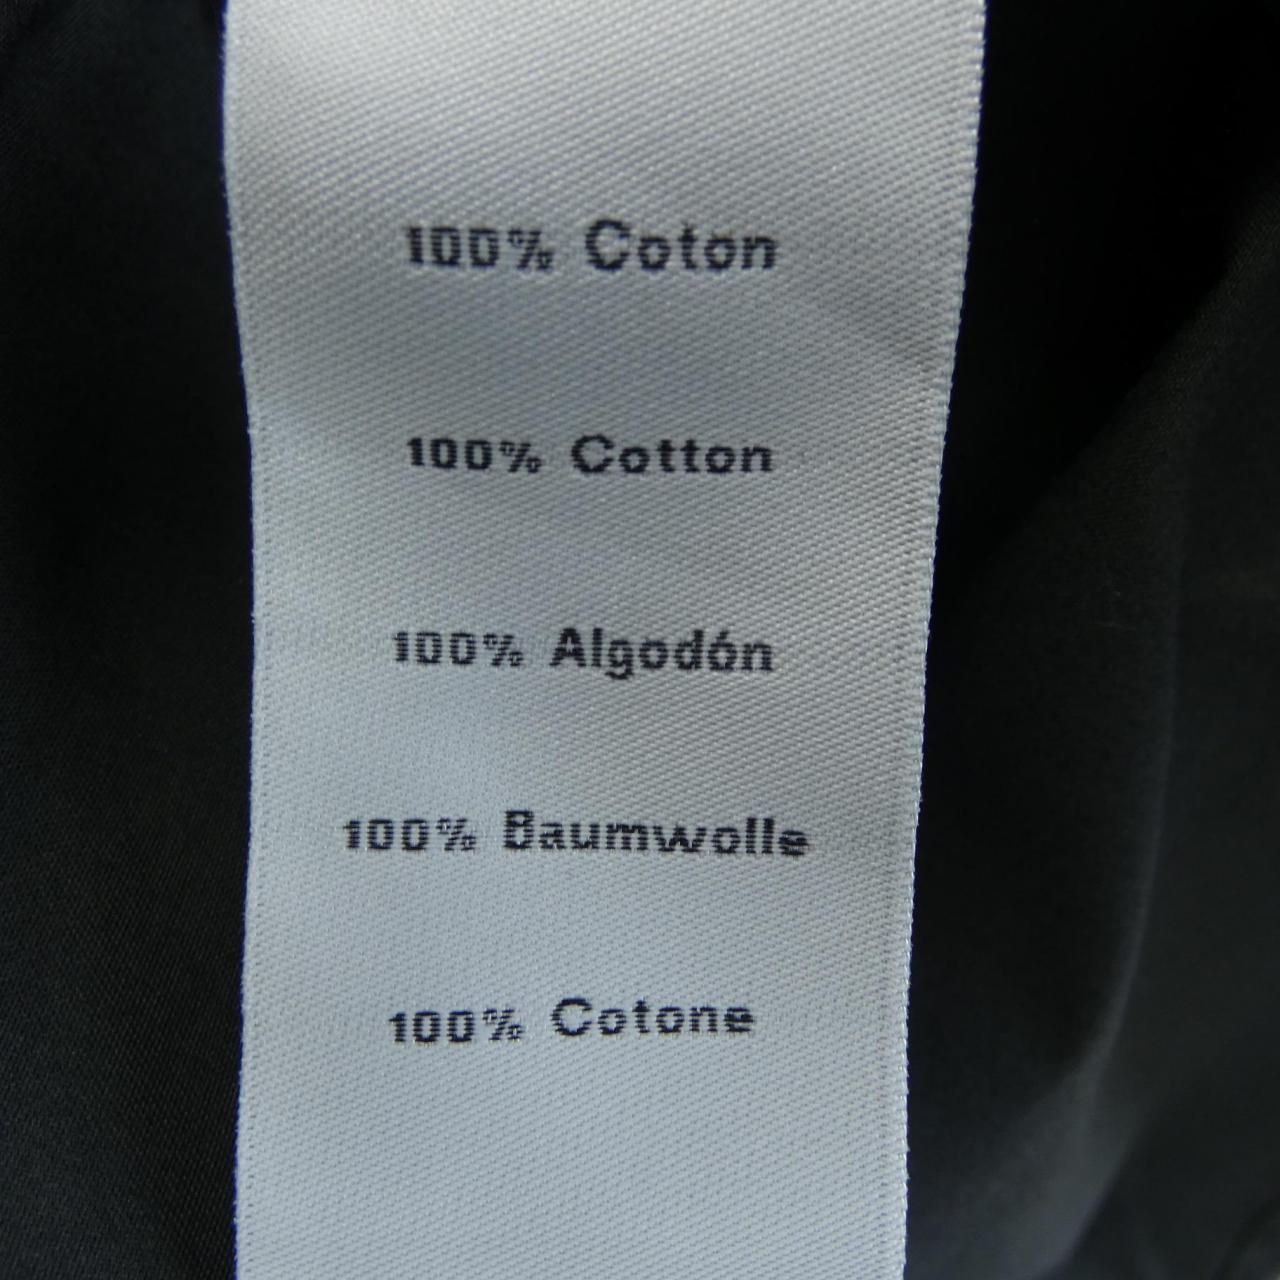 100% Coton
100% Cotton
100% Algodón
100% Baumwolle
100% Cotone